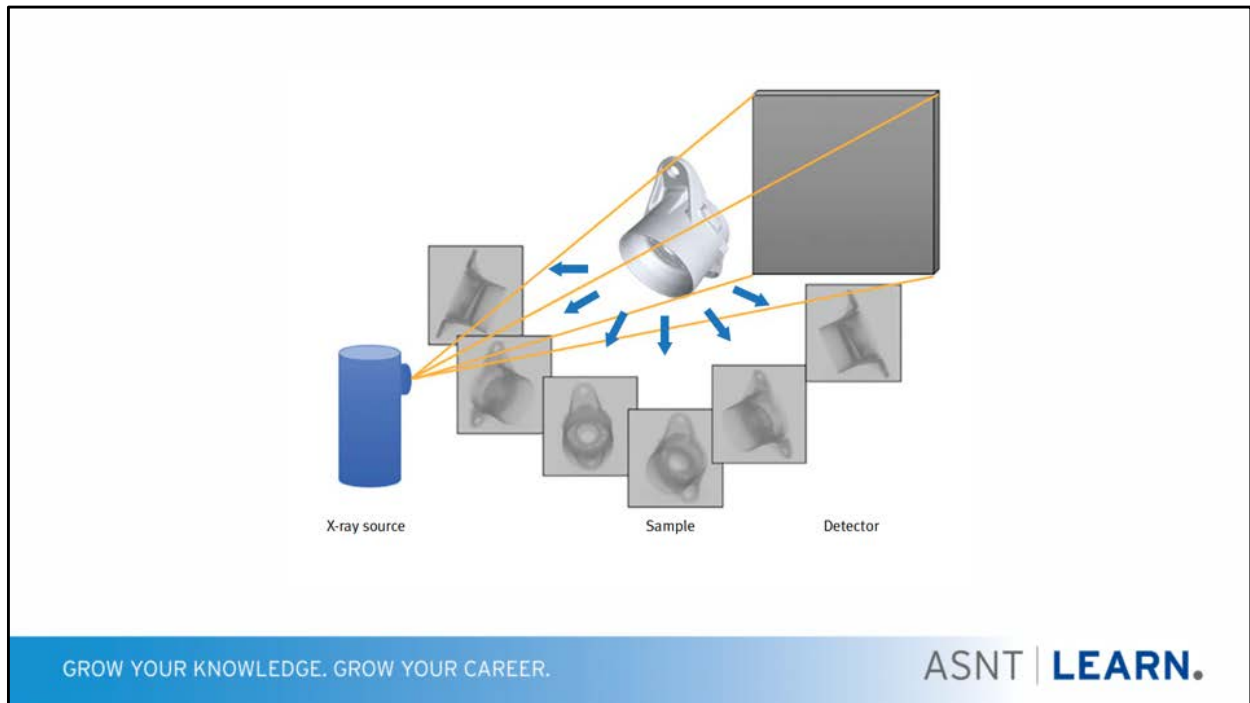 X-ray source
Sample
Detector
GROW YOUR KNOWLEDGE. GROW YOUR CAREER.
ASNT | LEARN.